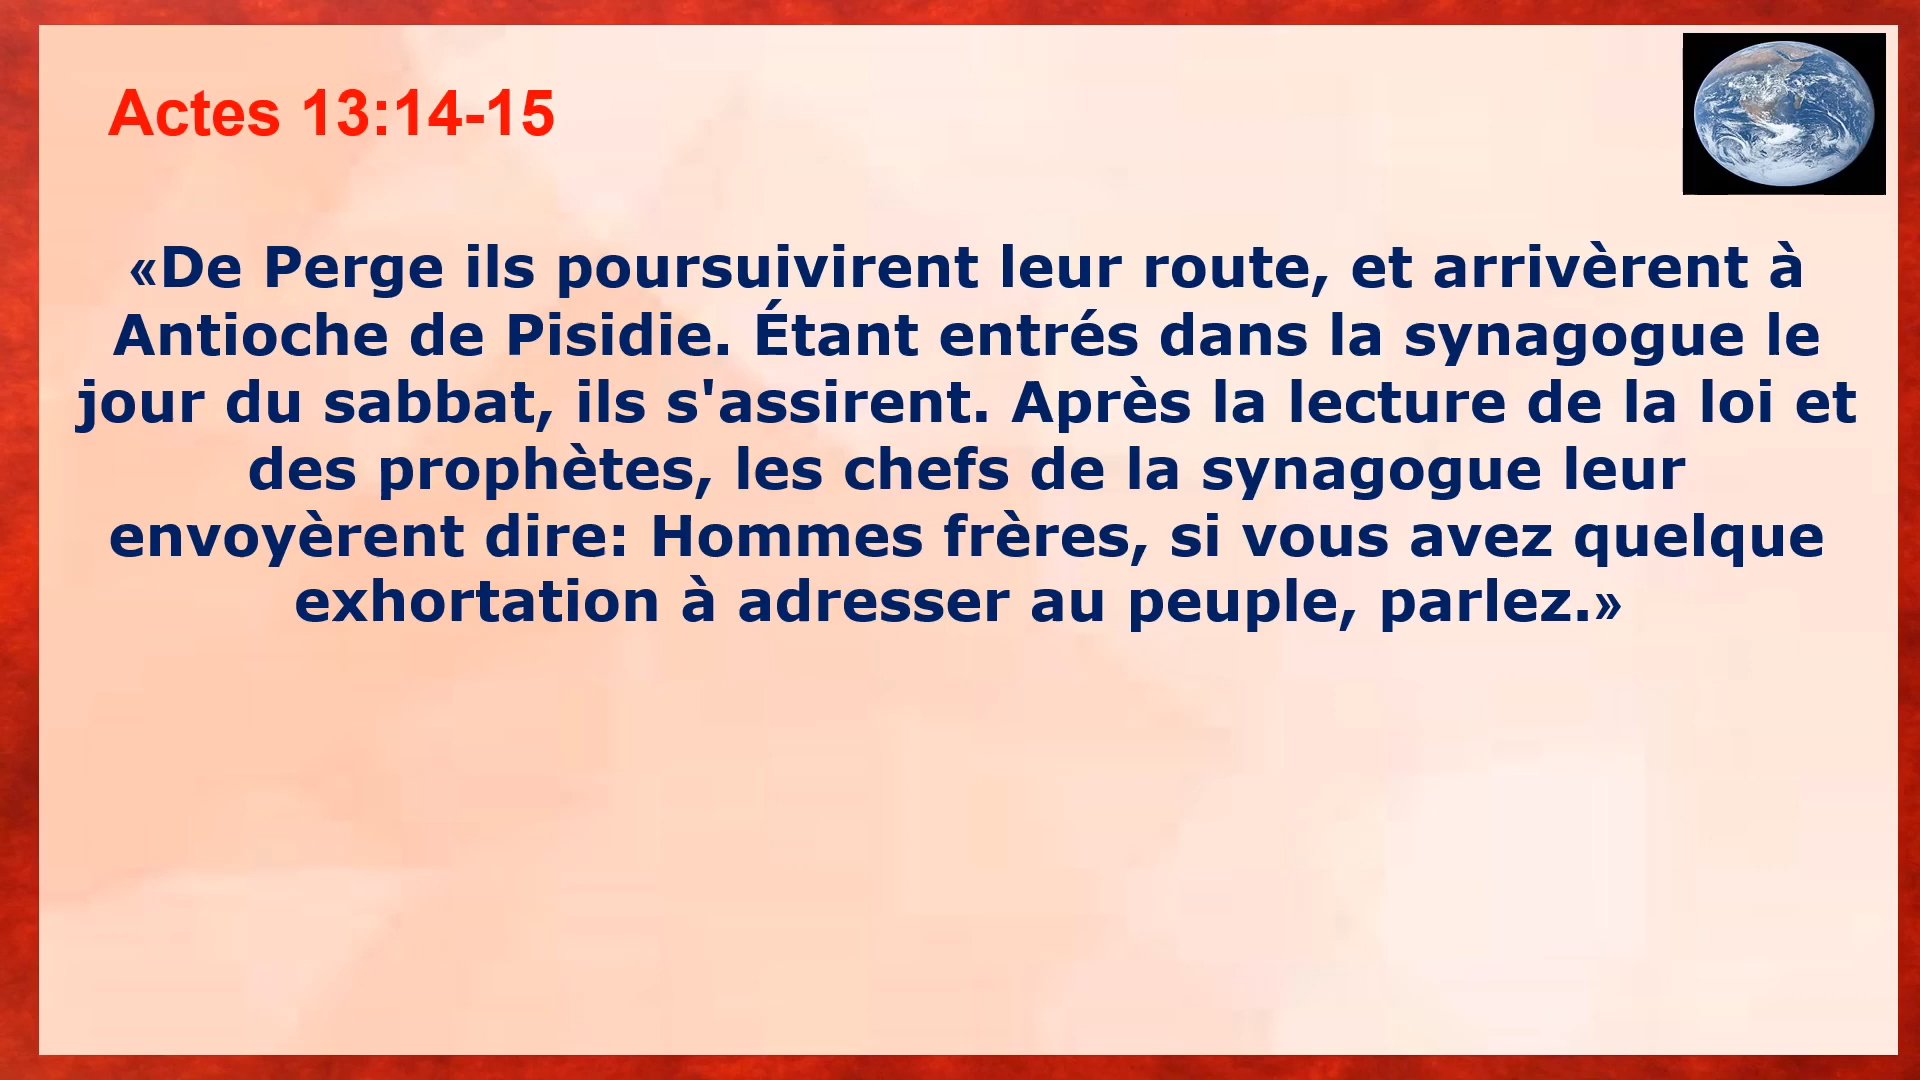 Actes 13:14-15
«De Perge ils poursuivirent leur route, et arrivèrent à
Antioche de Pisidie. Étant entrés dans la synagogue le
jour du sabbat, ils s'assirent. Après la lecture de la loi et
des prophètes, les chefs de la synagogue leur
envoyèrent dire: Hommes frères, si vous avez quelque
exhortation à adresser au peuple, parlez.»